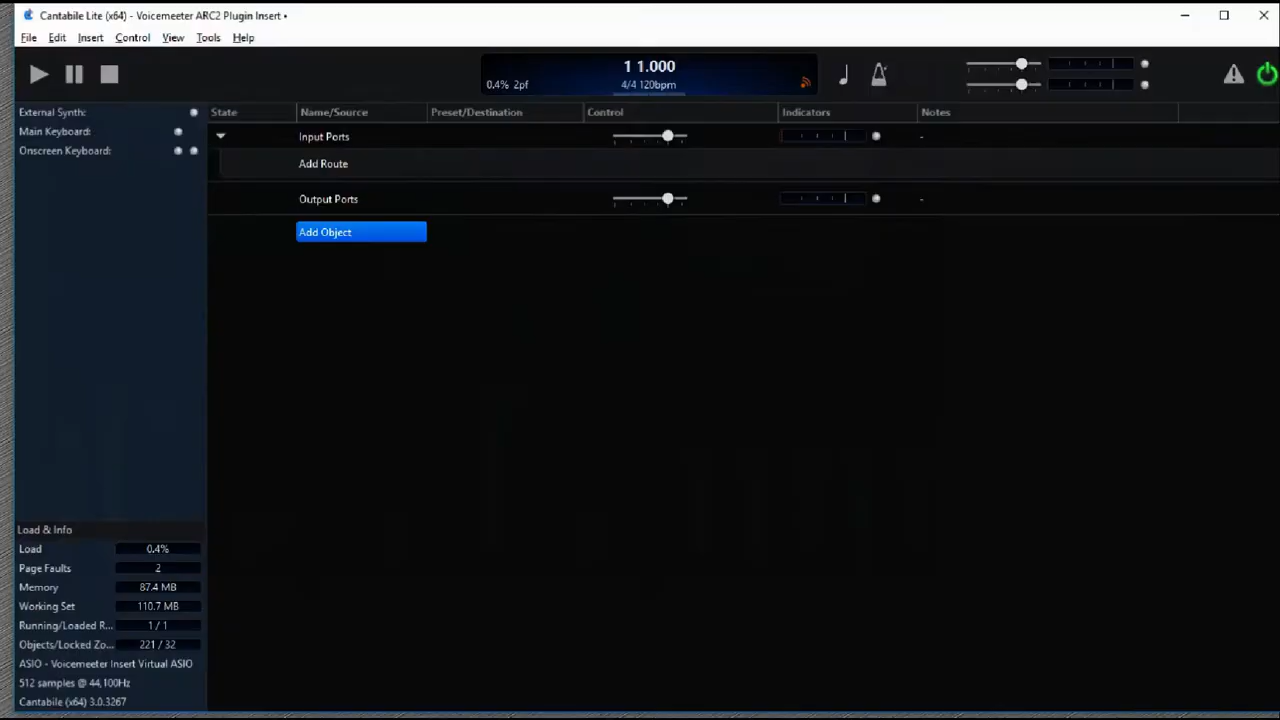 Cantabile Lite (x64) - Voicemeeter ARC2 Plugin Insert •
File Edit Insert Control View Tools Help
1 1.000
0.4% 2pf 4/4 120bpm
External Synth: State Name/Source Preset/Destination Control Indicators Notes
Main Keyboard: Input Ports -
Onscreen Keyboard:
Add Route
Output Ports -
Add Object
Load & Info
Load 0.4%
Page Faults 2
Memory 87.4 MB
Working Set 110.7 MB
Running/Loaded R... 1 / 1
Objects/Locked Zo... 221 / 32
ASIO - Voicemeeter Insert Virtual ASIO
512 samples @ 44,100Hz
Cantabile (x64) 3.0.3267